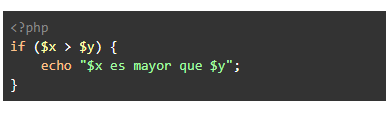 <?php
if ($x > $y) {
    echo "$x es mayor que $y";
}